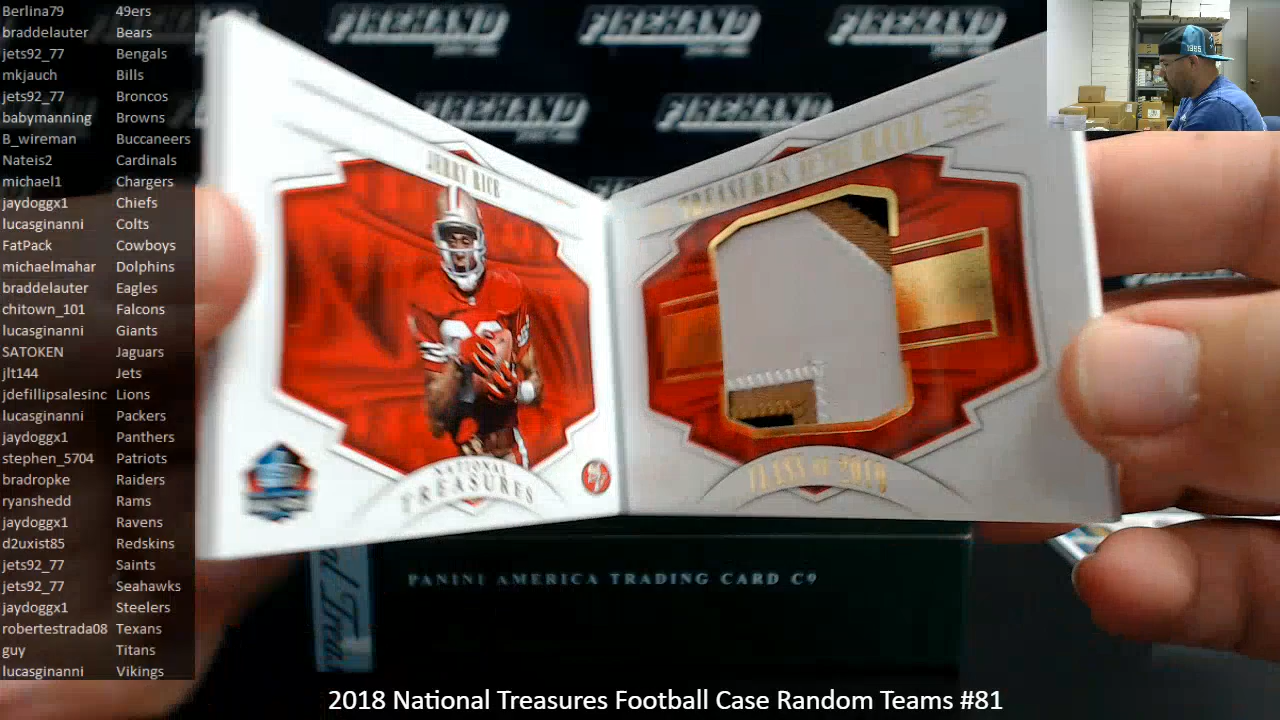 Berlina79 49ers
braddelauter Bears
jets92_77 Bengals
mkjauch Bills
jets92_77 Broncos
babymanning Browns
B_wireman Buccaneers
Nateis2 Cardinals
michael1 Chargers
jaydoggx1 Chiefs
lucasginanni Colts
FatPack Cowboys
michaelmahar Dolphins
braddelauter Eagles
chitown_101 Falcons
lucasginanni Giants
SATOKEN Jaguars
jlt144 Jets
jdefillipsalesinc Lions
lucasginanni Packers
jaydoggx1 Panthers
stephen_5704 Patriots
bradropke Raiders
ryanshedd Rams
jaydoggx1 Ravens
d2uxist85 Redskins
jets92_77 Saints
jets92_77 Seahawks
jaydoggx1 Steelers
robertestrada08 Texans
guy Titans
lucasginanni Vikings
FIREHAND
FIREHAND
FIREHAND
FIREHAND
FIREHAND
1985
JERRY RICE
TREASURES OF THE HALL
NATIONAL
TREASURES
CLASS OF 2010
PANINI AMERICA TRADING CARD
2018 National Treasures Football Case Random Teams #81